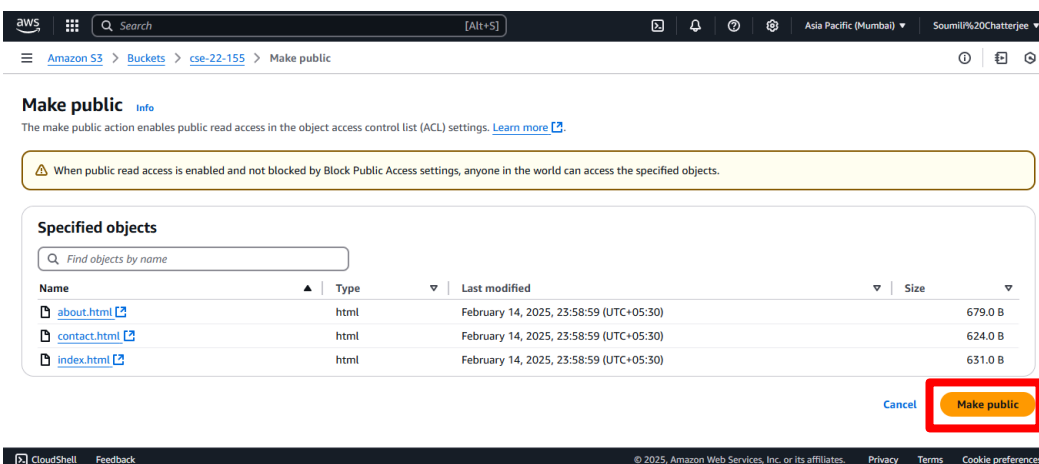 aws Search [Alt+S] Asia Pacific (Mumbai) Soumili%20Chatterjee
Amazon S3 > Buckets > cse-22-155 > Make public
Make public Info
The make public action enables public read access in the object access control list (ACL) settings. Learn more.
When public read access is enabled and not blocked by Block Public Access settings, anyone in the world can access the specified objects.
Specified objects
Find objects by name
Name Type Last modified Size
about.html html February 14, 2025, 23:58:59 (UTC+05:30) 679.0 B
contact.html html February 14, 2025, 23:58:59 (UTC+05:30) 624.0 B
index.html html February 14, 2025, 23:58:59 (UTC+05:30) 631.0 B
Cancel Make public
CloudShell Feedback © 2025, Amazon Web Services, Inc. or its affiliates. Privacy Terms Cookie preferences